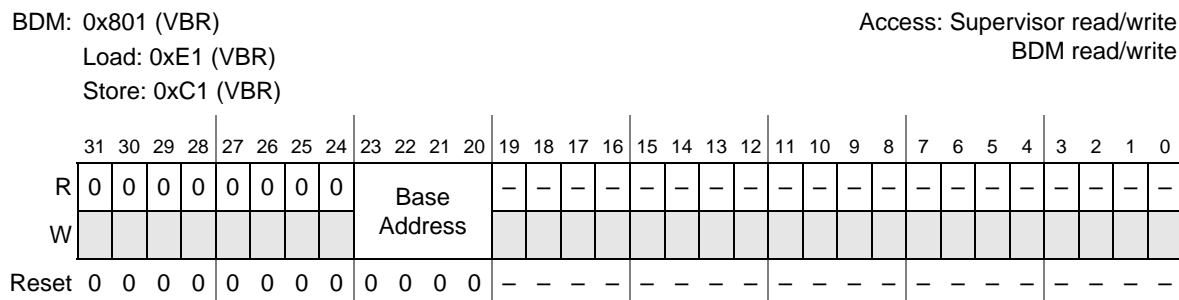 BDM: 0x801 (VBR) Access: Supervisor read/write
Load: 0xE1 (VBR) BDM read/write
Store: 0xC1 (VBR)
31 30 29 28 27 26 25 24 23 22 21 20 19 18 17 16 15 14 13 12 11 10 9 8 7 6 5 4 3 2 1 0
R 0 0 0 0 0 0 0 0 Base – – – – – – – – – – – – – – – – – – – –
W Address
Reset 0 0 0 0 0 0 0 0 0 0 0 0 – – – – – – – – – – – – – – – – – – – –